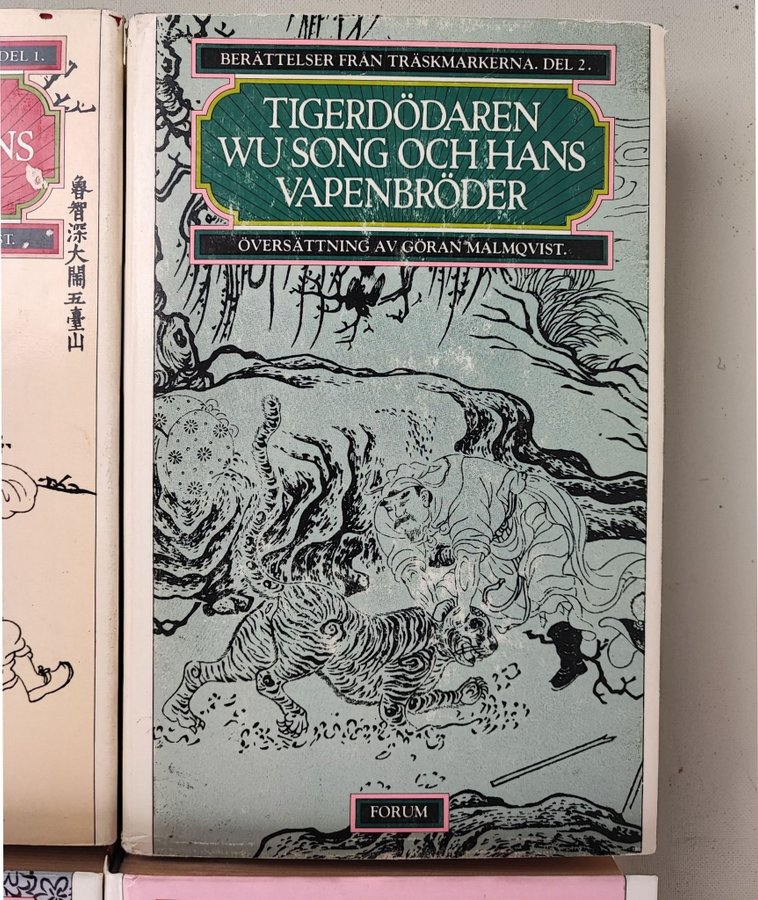 DEL 1.
NS
ST.
魯智深大鬧五臺山
BERÄTTELSER FRÅN TRÄSKMARKERNA. DEL 2.
TIGERDÖDAREN
WU SONG OCH HANS
VAPENBRÖDER
ÖVERSÄTTNING AV GÖRAN MALMQVIST.
FORUM